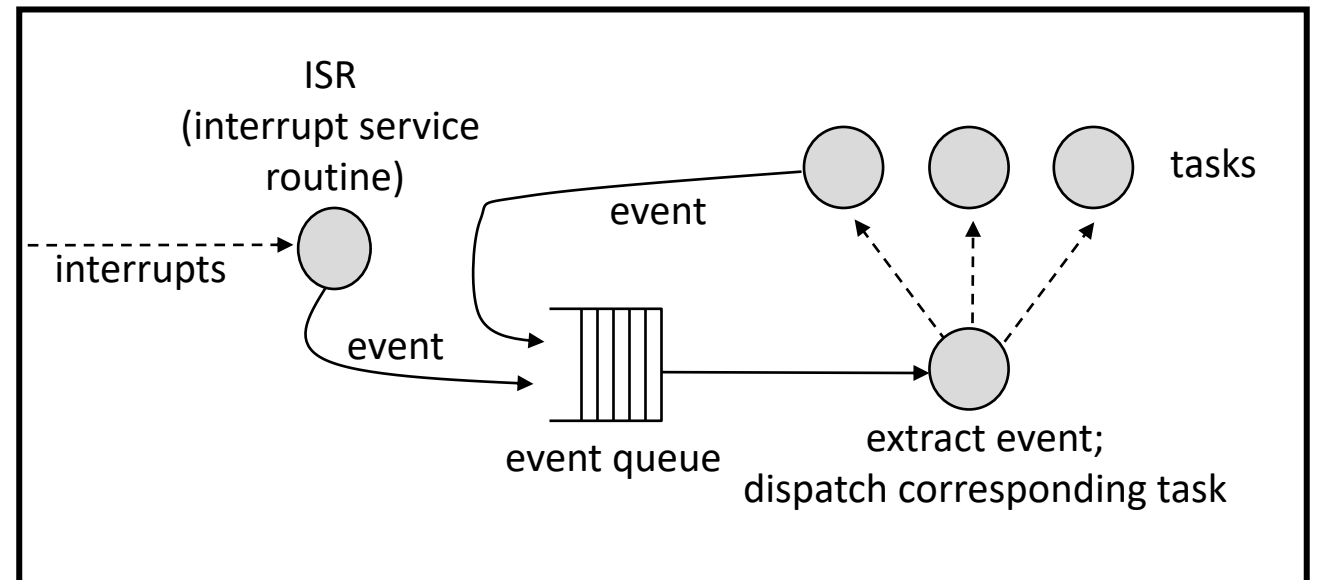 ISR
(interrupt service
routine)
tasks
event
interrupts
event
event queue
extract event;
dispatch corresponding task